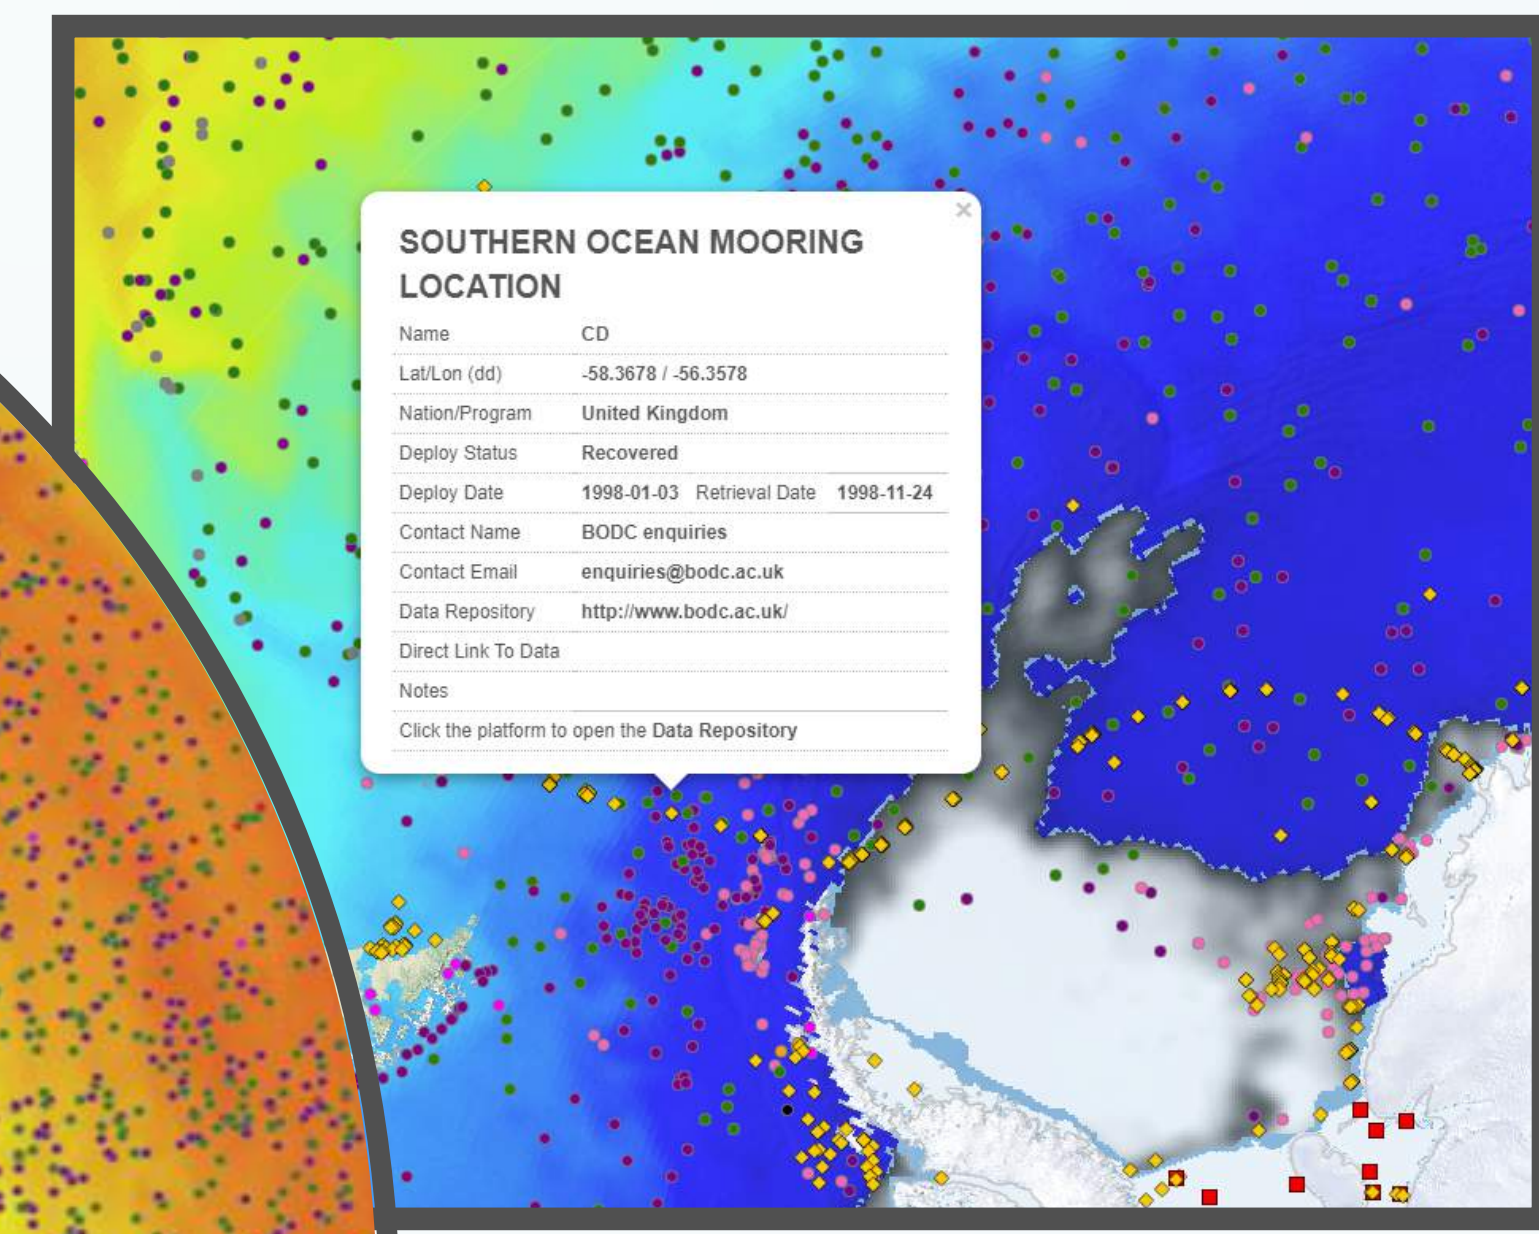 ×
SOUTHERN OCEAN MOORING
LOCATION
Name CD
Lat/Lon (dd) -58.3678 / -56.3578
Nation/Program United Kingdom
Deploy Status Recovered
Deploy Date 1998-01-03 Retrieval Date 1998-11-24
Contact Name BODC enquiries
Contact Email enquiries@bodc.ac.uk
Data Repository http://www.bodc.ac.uk/
Direct Link To Data
Notes
Click the platform to open the Data Repository